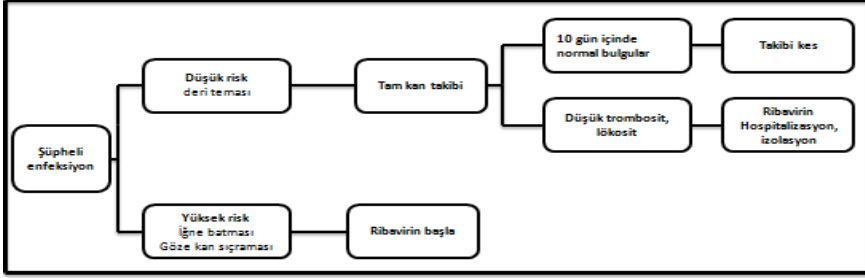 Şüpheli
enfeksiyon
Düşük risk
deri teması
Tam kan takibi
10 gün içinde
normal bulgular
Takibi kes
Düşük trombosit,
lökosit
Ribavirin
Hospitalizasyon,
izolasyon
Yüksek risk
İğne batması
Göze kan sıçraması
Ribavirin başla